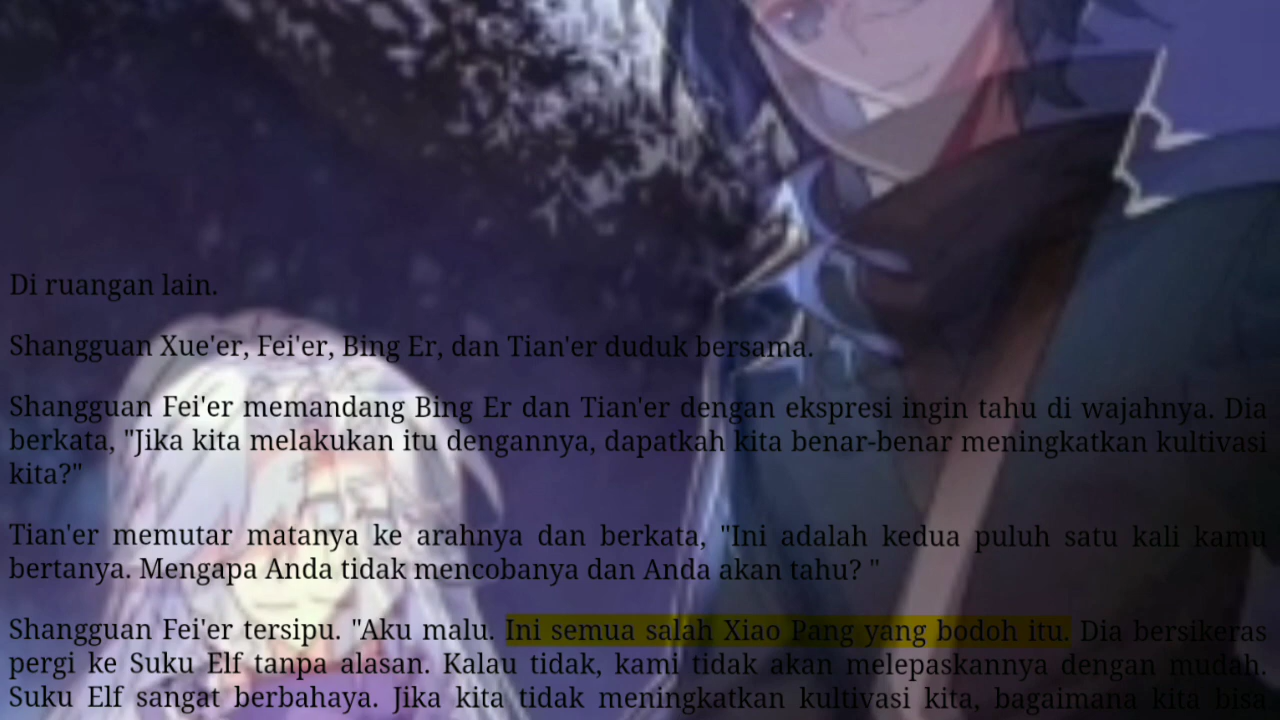 Di ruangan lain.
Shangguan Xue'er, Fei'er, Bing Er, dan Tian'er duduk bersama.
Shangguan Fei'er memandang Bing Er dan Tian'er dengan ekspresi ingin tahu di wajahnya. Dia
berkata, "Jika kita melakukan itu dengannya, dapatkah kita benar-benar meningkatkan kultivasi
kita?"
Tian'er memutar matanya ke arahnya dan berkata, "Ini adalah kedua puluh satu kali kamu
bertanya. Mengapa Anda tidak mencobanya dan Anda akan tahu? "
Shangguan Fei'er tersipu. "Aku malu. Ini semua salah Xiao Pang yang bodoh itu. Dia bersikeras
pergi ke Suku Elf tanpa alasan. Kalau tidak, kami tidak akan melepaskannya dengan mudah.
Suku Elf sangat berbahaya. Jika kita tidak meningkatkan kultivasi kita, bagaimana kita bisa